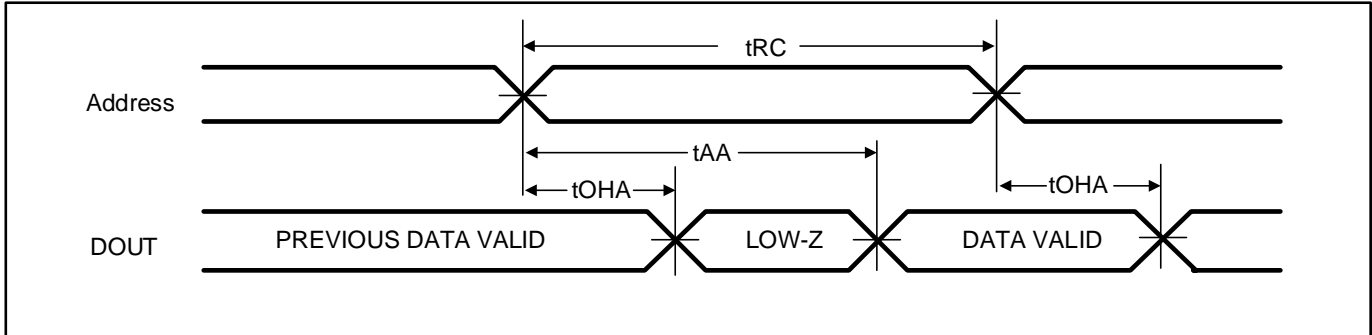 tRC
Address
tAA
tOHA
tOHA
PREVIOUS DATA VALID
LOW-Z
DATA VALID
DOUT